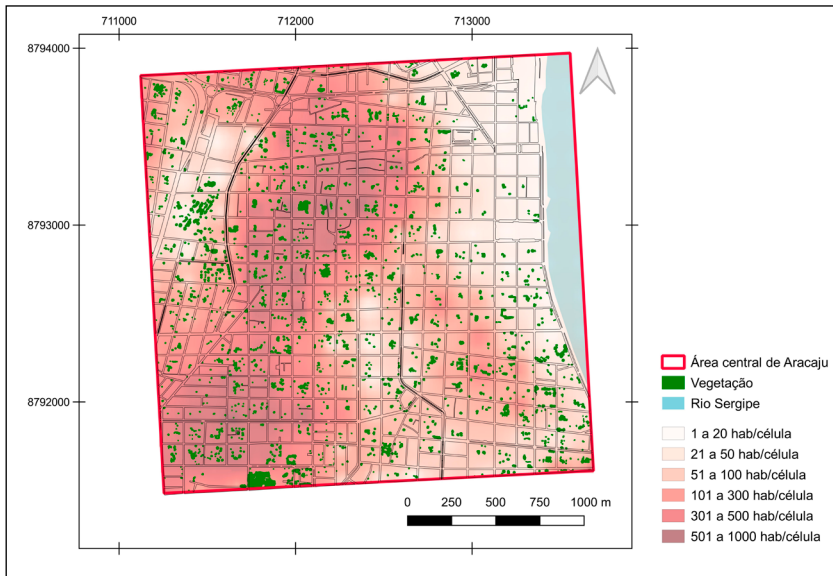 711000 712000 713000
8794000
8793000
8792000
Área central de Aracaju
Vegetação
Rio Sergipe
1 a 20 hab/célula
21 a 50 hab/célula
51 a 100 hab/célula
101 a 300 hab/célula
301 a 500 hab/célula
501 a 1000 hab/célula
0 250 500 750 1000 m